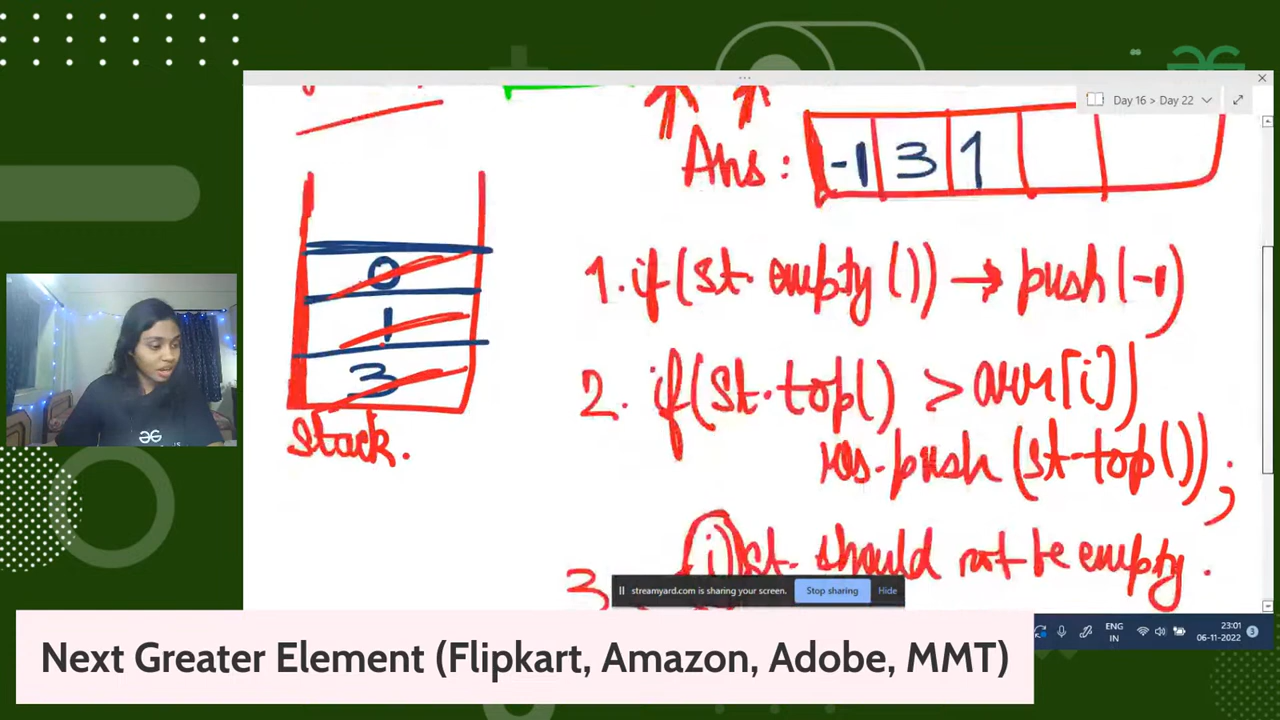 Day 16 > Day 22
Ans: -1 3 1
0
1
3
Stack.
1. if(st.empty()) → push(-1)
2. if(st.top() > arr[i])
res.push(st.top());
i) st. should not be empty.
3
streamyard.com is sharing your screen. Stop sharing Hide
ENG
IN
23:01
06-11-2022
3
Next Greater Element (Flipkart, Amazon, Adobe, MMT)